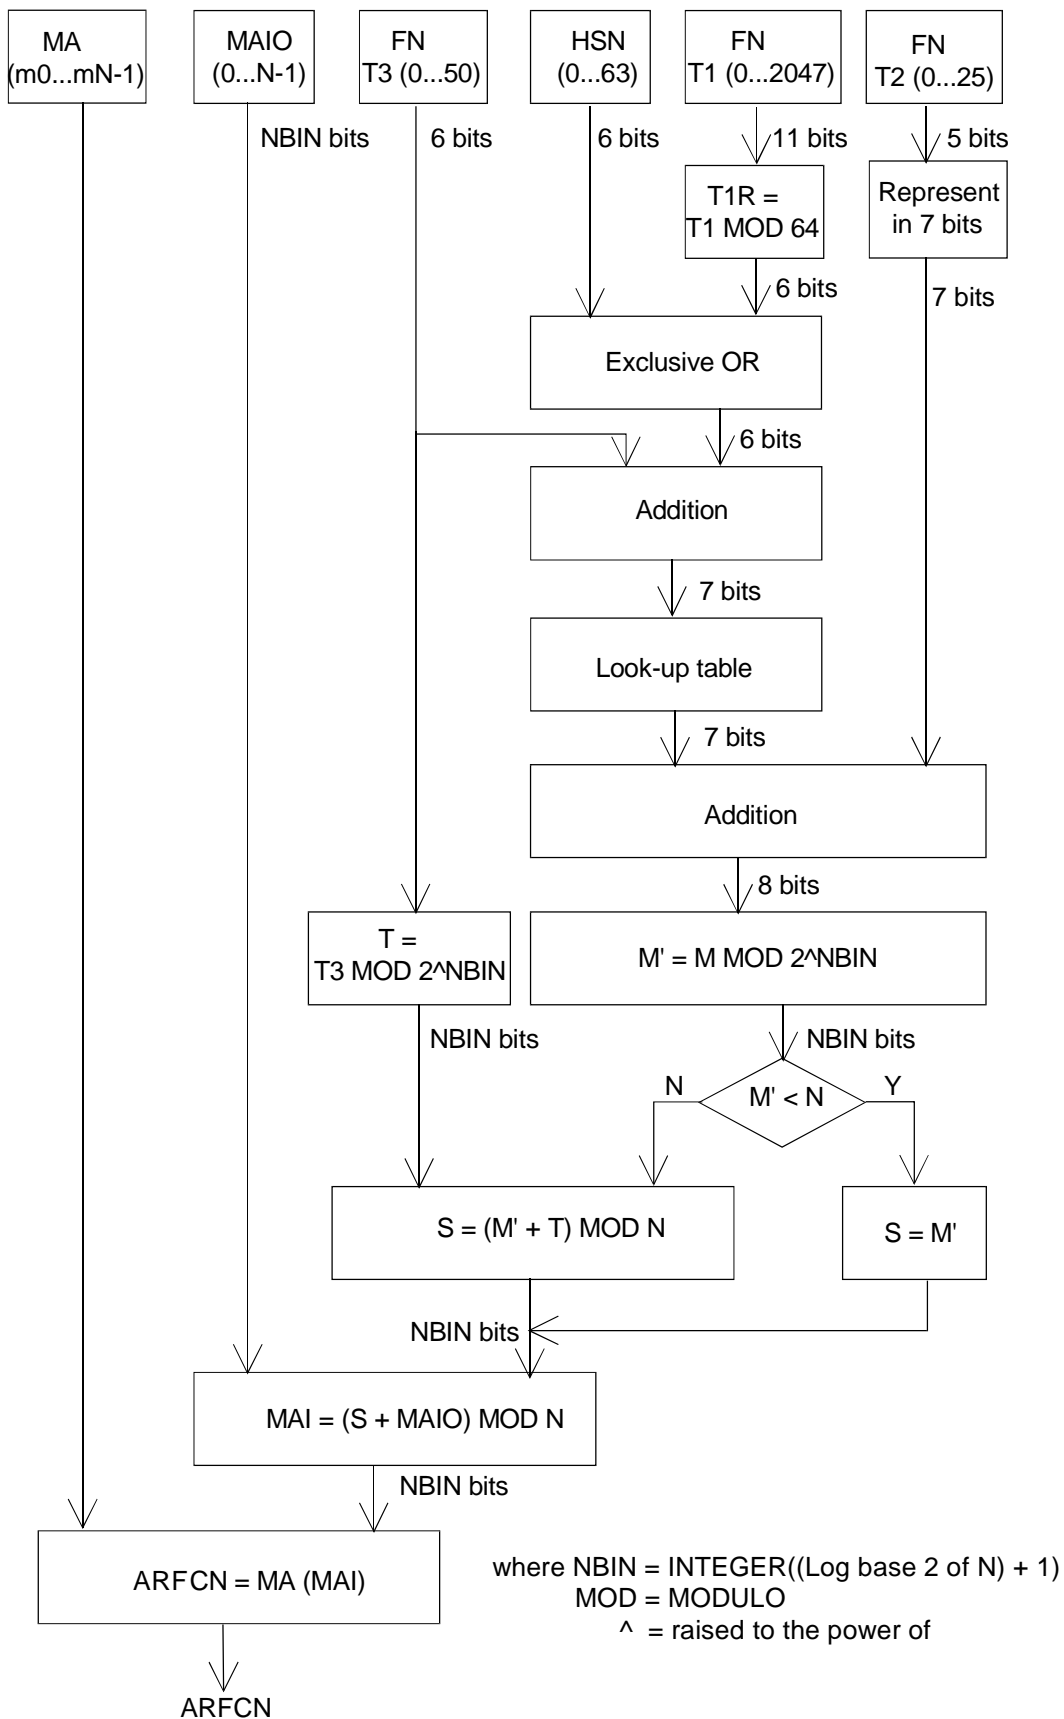 MA
(m0...mN-1)
MAIO
(0...N-1)
FN
T3 (0...50)
HSN
(0...63)
FN
T1 (0...2047)
FN
T2 (0...25)
NBIN bits
6 bits
6 bits
11 bits
5 bits
T1R =
T1 MOD 64
Represent
in 7 bits
6 bits
7 bits
Exclusive OR
6 bits
Addition
7 bits
Look-up table
7 bits
Addition
8 bits
T =
T3 MOD 2^NBIN
M' = M MOD 2^NBIN
NBIN bits
NBIN bits
N
M' < N
Y
S = (M' + T) MOD N
S = M'
NBIN bits
MAI = (S + MAIO) MOD N
NBIN bits
ARFCN = MA (MAI)
where NBIN = INTEGER((Log base 2 of N) + 1)
MOD = MODULO
^ = raised to the power of
ARFCN